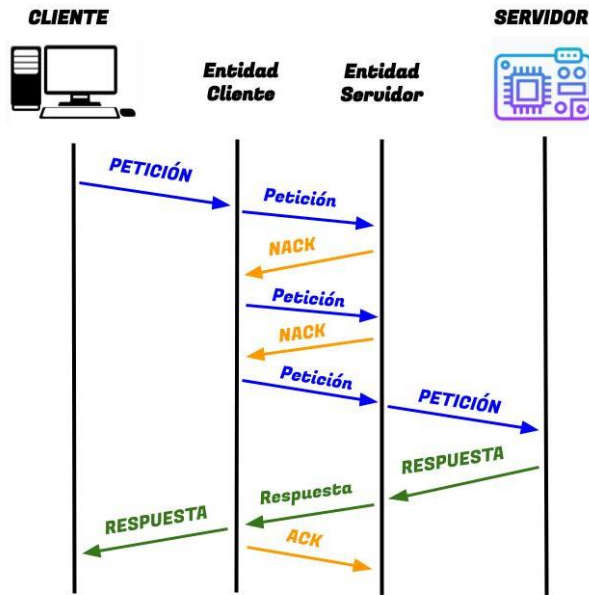 CLIENTE
SERVIDOR
Entidad
Cliente
Entidad
Servidor
PETICIÓN
Petición
NACK
Petición
NACK
Petición
PETICIÓN
RESPUESTA
Respuesta
RESPUESTA
ACK